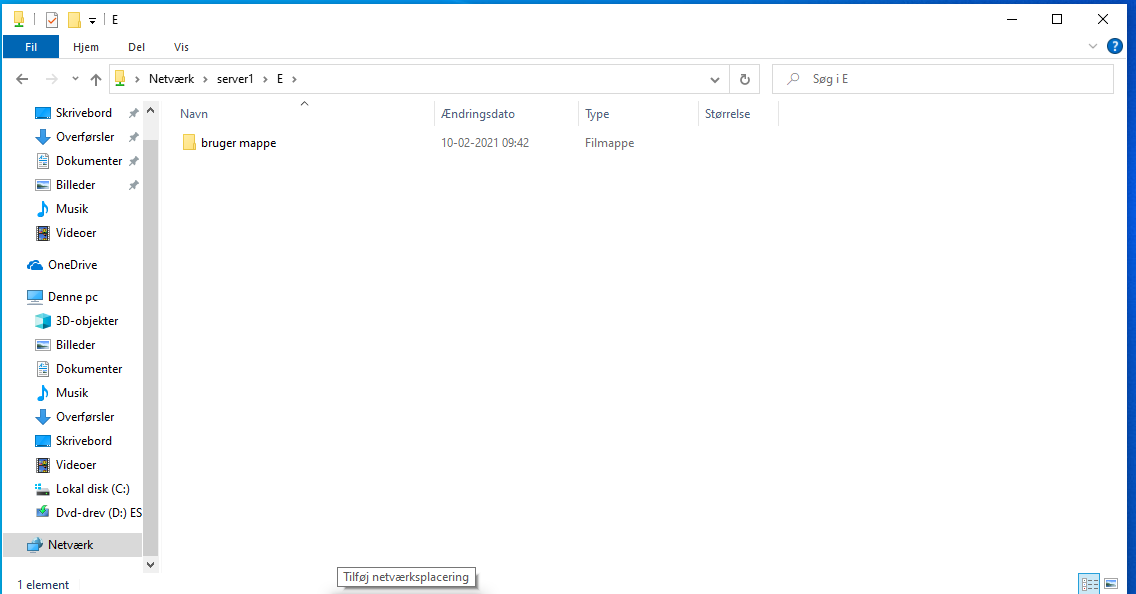 E
Fil Hjem Del Vis
Netværk server1 E Søg i E
Navn Ændringsdato Type Størrelse
bruger mappe 10-02-2021 09:42 Filmappe
Skrivebord
Overførsler
Dokumenter
Billeder
Musik
Videoer
OneDrive
Denne pc
3D-objekter
Billeder
Dokumenter
Musik
Overførsler
Skrivebord
Videoer
Lokal disk (C:)
Dvd-drev (D:) ES
Netværk
Tilføj netværksplacering
1 element